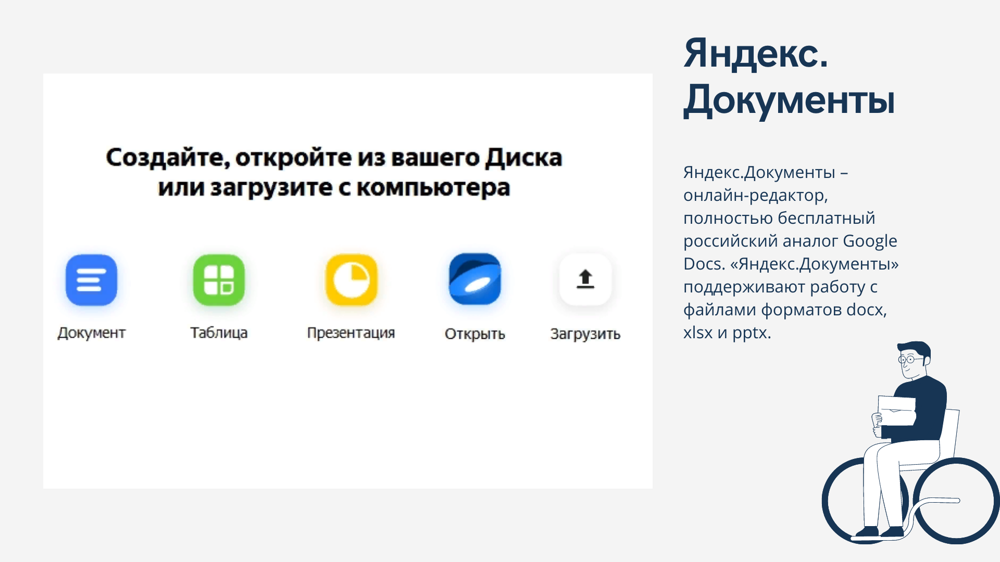 Яндекс.
Документы
Создайте, откройте из вашего Диска
или загрузите с компьютера
Документ
Таблица
Презентация
Открыть
Загрузить
Яндекс.Документы –
онлайн-редактор,
полностью бесплатный
российский аналог Google
Docs. «Яндекс.Документы»
поддерживают работу с
файлами форматов docx,
xlsx и pptx.